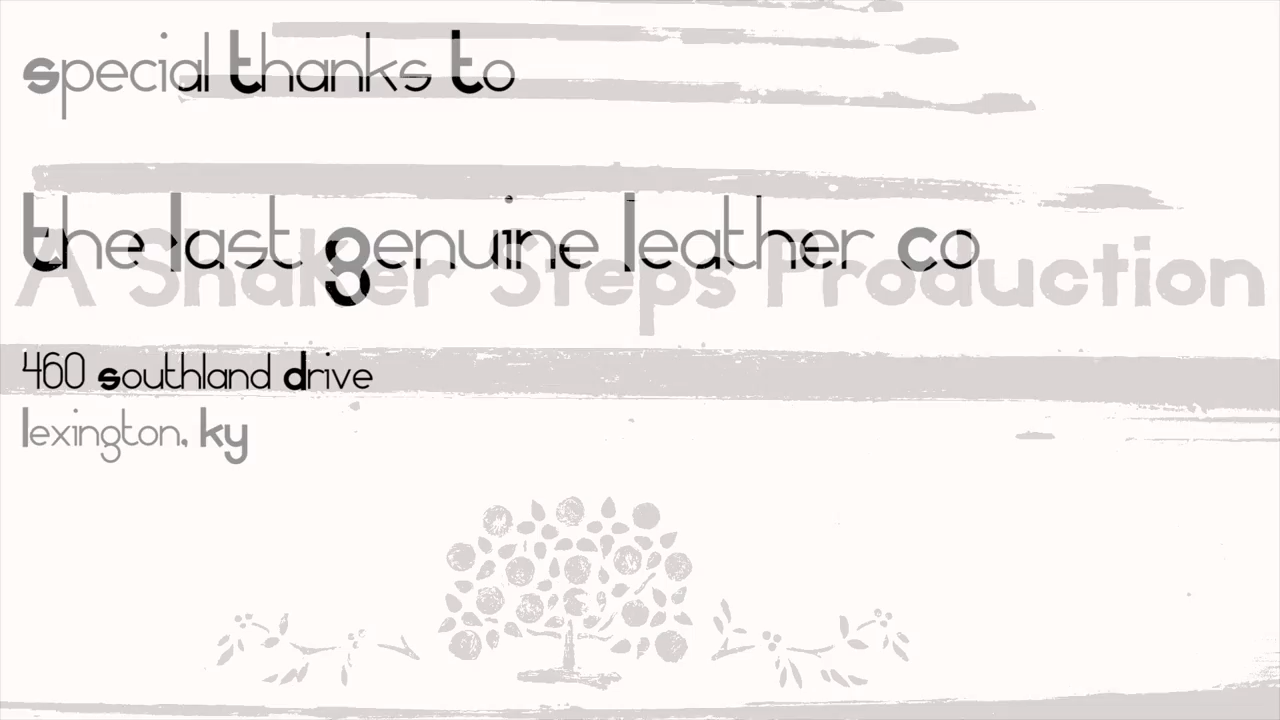 special thanks to
the last genuine leather co
A Shaker Steps Production
460 southland drive
lexington, ky